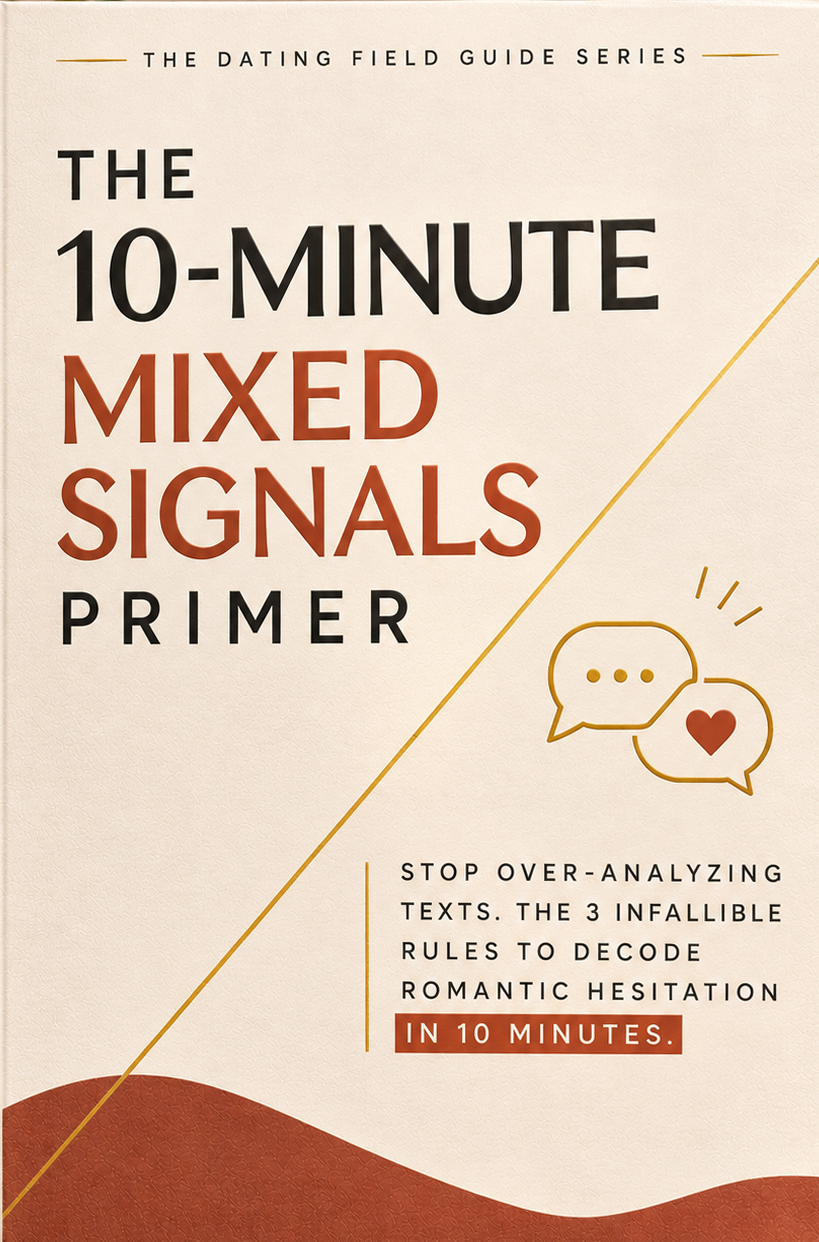 THE DATING FIELD GUIDE SERIES
THE
10-MINUTE
MIXED
SIGNALS
PRIMER
STOP OVER-ANALYZING
TEXTS. THE 3 INFALLIBLE
RULES TO DECODE
ROMANTIC HESITATION
IN 10 MINUTES.